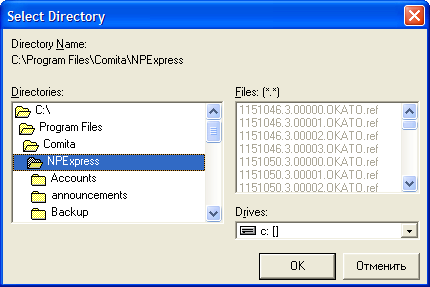 Select Directory
Directory Name:
C:\Program Files\Comita\NPExpress
Directories:
C:\
Program Files
Comita
NPExpress
Accounts
announcements
Backup
Files: (*.*)
1151046.3.00000.OKATO.ref
1151046.3.00001.OKATO.ref
1151046.3.00002.OKATO.ref
1151046.3.00003.OKATO.ref
1151050.3.00000.OKATO.ref
1151050.3.00001.OKATO.ref
1151050.3.00002.OKATO.ref
Drives:
c: []
OK
Отменить